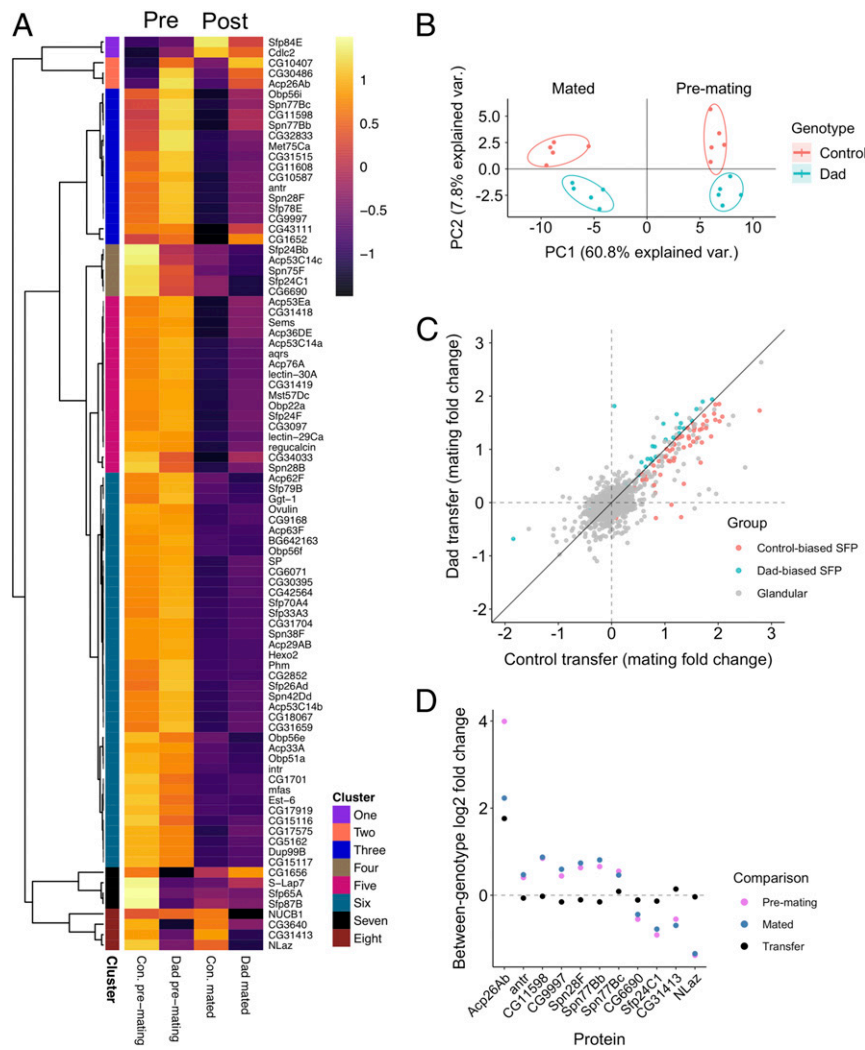 A
Pre
Post
Sfp84E
Cdlc2
CG10407
CG30486
Acp26Ab
Obp56i
Spn77Bc
CG11598
Spn77Bb
CG32833
Met75Ca
CG31515
CG11608
CG10587
antr
Spn28F
Sfp78E
CG9997
CG43111
CG1652
Sfp24Bb
Acp53C14c
Spn75F
Sfp24C1
CG6690
Acp53Ea
CG31418
Sems
Acp36DE
Acp53C14a
aqrs
Acp76A
lectin-30A
CG31419
Mst57Dc
Obp22a
Sfp24F
CG3097
lectin-29Ca
regucalcin
CG34033
Spn28B
Acp62F
Sfp79B
Ggt-1
Ovulin
CG9168
Acp63F
BG642163
Obp56f
SP
CG6071
CG30395
CG42564
Sfp70A4
Sfp33A3
CG31704
Spn38F
Acp29AB
Hexo2
Phm
CG2852
Sfp26Ad
Spn42Dd
Acp53C14b
CG18067
CG31659
Obp56e
Acp33A
Obp51a
intr
CG1701
mfas
Est-6
CG17919
CG15116
CG17575
CG5162
Dup99B
CG15117
CG1656
S-Lap7
Sfp65A
Sfp87B
NUCB1
CG3640
CG31413
NLaz
1
0.5
0
−0.5
−1
Cluster
One
Two
Three
Four
Five
Six
Seven
Eight
Cluster
Con. pre−mating
Dad pre−mating
Con. mated
Dad mated
B
Mated
Pre-mating
5.0
2.5
0.0
-2.5
PC2 (7.8% explained var.)
-10
-5
0
5
10
PC1 (60.8% explained var.)
Genotype
Control
Dad
C
3
2
1
0
-1
-2
Dad transfer (mating fold change)
-2
-1
0
1
2
3
Control transfer (mating fold change)
Group
Control-biased SFP
Dad-biased SFP
Glandular
D
4
2
0
Between-genotype log2 fold change
Acp26Ab
antr
CG11598
CG9997
Spn28F
Spn77Bb
Spn77Bc
CG6690
Sfp24C1
CG31413
NLaz
Protein
Comparison
Pre-mating
Mated
Transfer